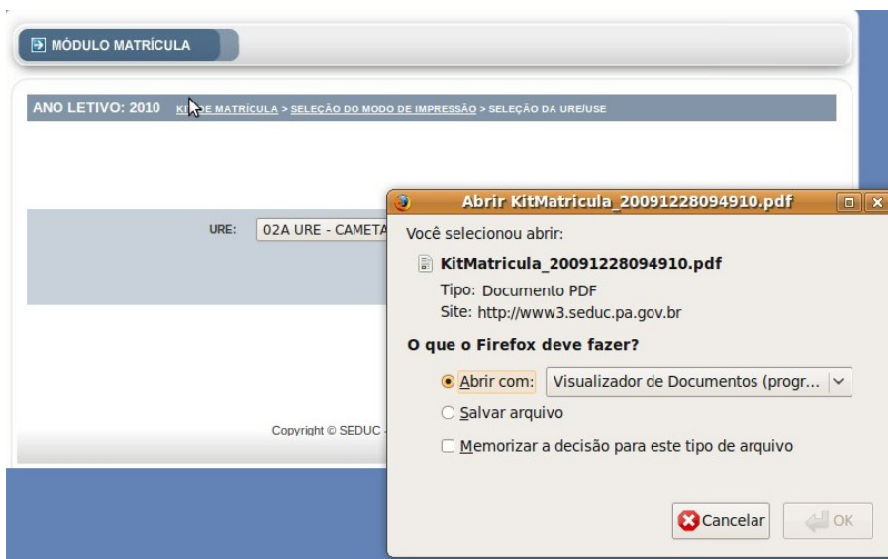 MÓDULO MATRÍCULA
ANO LETIVO: 2010 KIT DE MATRÍCULA > SELEÇÃO DO MODO DE IMPRESSÃO > SELEÇÃO DA URE/USE
URE: 02A URE - CAMETA
Copyright © SEDUC -
Abrir KitMatricula_20091228094910.pdf
Você selecionou abrir:
KitMatricula_20091228094910.pdf
Tipo: Documento PDF
Site: http://www3.seduc.pa.gov.br
O que o Firefox deve fazer?
Abrir com: Visualizador de Documentos (progr...
Salvar arquivo
Memorizar a decisão para este tipo de arquivo
Cancelar OK